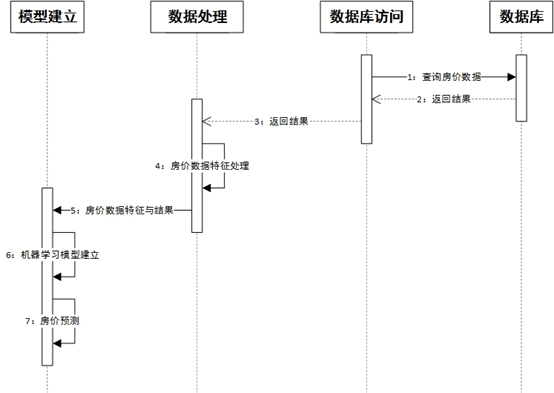 模型建立
数据处理
数据库访问
数据库
1：查询房价数据
2：返回结果
3：返回结果
4：房价数据特征处理
5：房价数据特征与结果
6：机器学习模型建立
7：房价预测